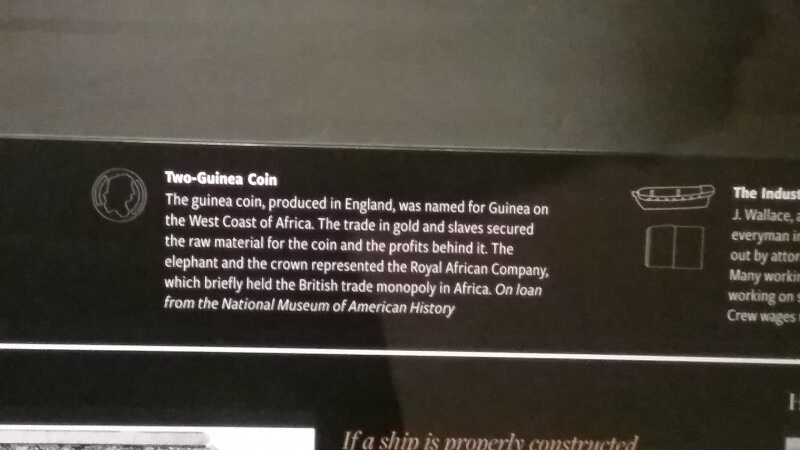 Two-Guinea Coin
The guinea coin, produced in England, was named for Guinea on
the West Coast of Africa. The trade in gold and slaves secured
the raw material for the coin and the profits behind it. The
elephant and the crown represented the Royal African Company,
which briefly held the British trade monopoly in Africa. On loan
from the National Museum of American History
The Indust
J. Wallace, a
everyman in
out by attor
Many workin
working on s
Crew wages
H
If a ship is properly constructed